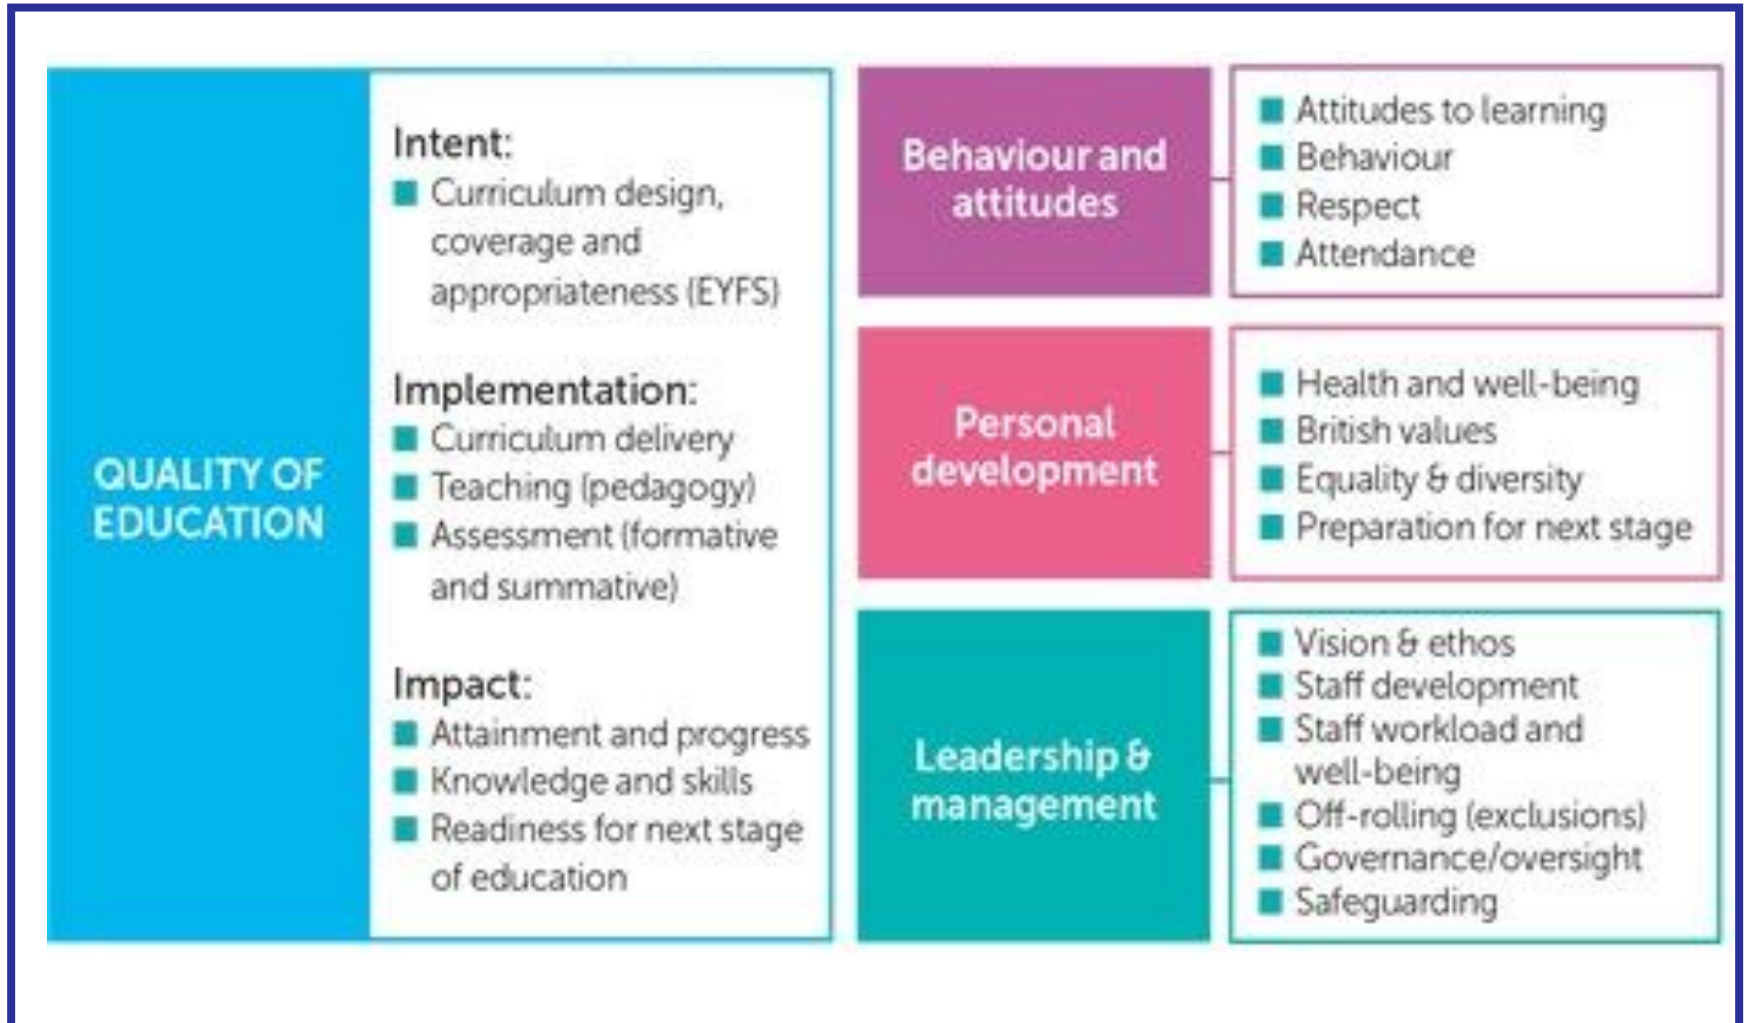 QUALITY OF
EDUCATION
Intent:
Curriculum design,
coverage and
appropriateness (EYFS)
Implementation:
Curriculum delivery
Teaching (pedagogy)
Assessment (formative
and summative)
Impact:
Attainment and progress
Knowledge and skills
Readiness for next stage
of education
Behaviour and
attitudes
Attitudes to learning
Behaviour
Respect
Attendance
Personal
development
Health and well-being
British values
Equality & diversity
Preparation for next stage
Leadership &
management
Vision & ethos
Staff development
Staff workload and
well-being
Off-rolling (exclusions)
Governance/oversight
Safeguarding